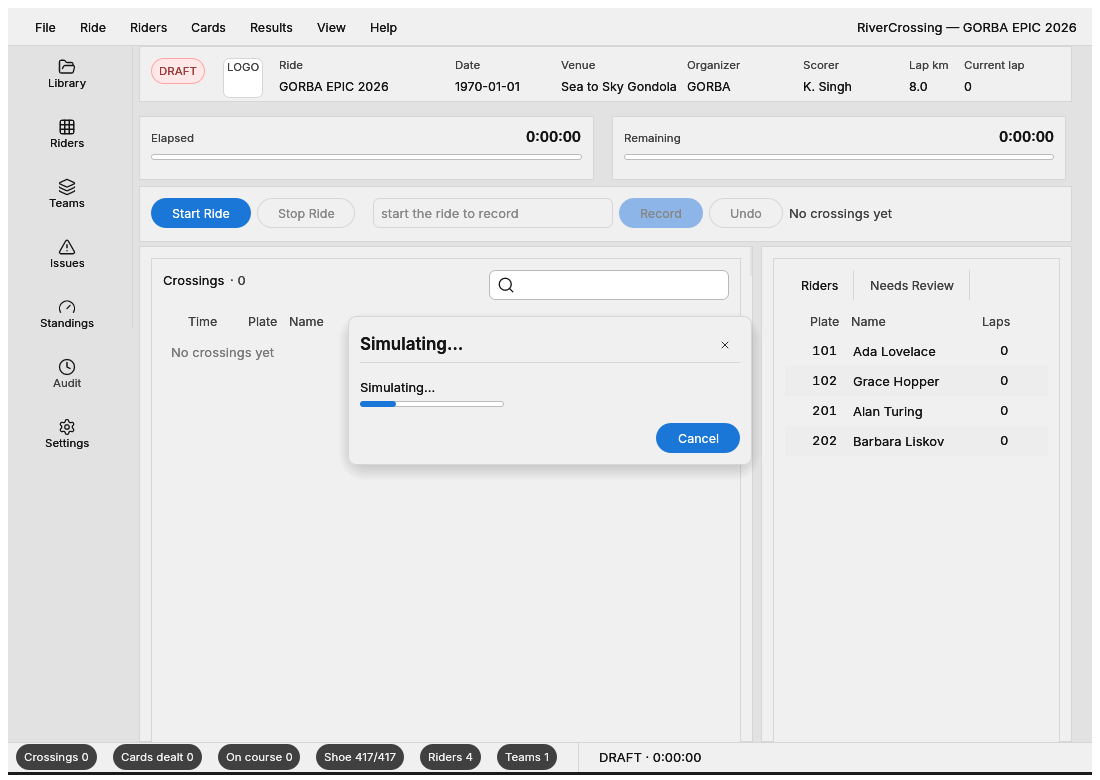 File Ride Riders Cards Results View Help RiverCrossing — GORBA EPIC 2026
Library
Riders
Teams
Issues
Standings
Audit
Settings
DRAFT LOGO Ride Date Venue Organizer Scorer Lap km Current lap
GORBA EPIC 2026 1970-01-01 Sea to Sky Gondola GORBA K. Singh 8.0 0
Elapsed 0:00:00 Remaining 0:00:00
Start Ride Stop Ride start the ride to record Record Undo No crossings yet
Crossings · 0
Time Plate Name
No crossings yet
Simulating...
Simulating...
Cancel
Riders Needs Review
Plate Name Laps
101 Ada Lovelace 0
102 Grace Hopper 0
201 Alan Turing 0
202 Barbara Liskov 0
Crossings 0 Cards dealt 0 On course 0 Shoe 417/417 Riders 4 Teams 1 DRAFT · 0:00:00